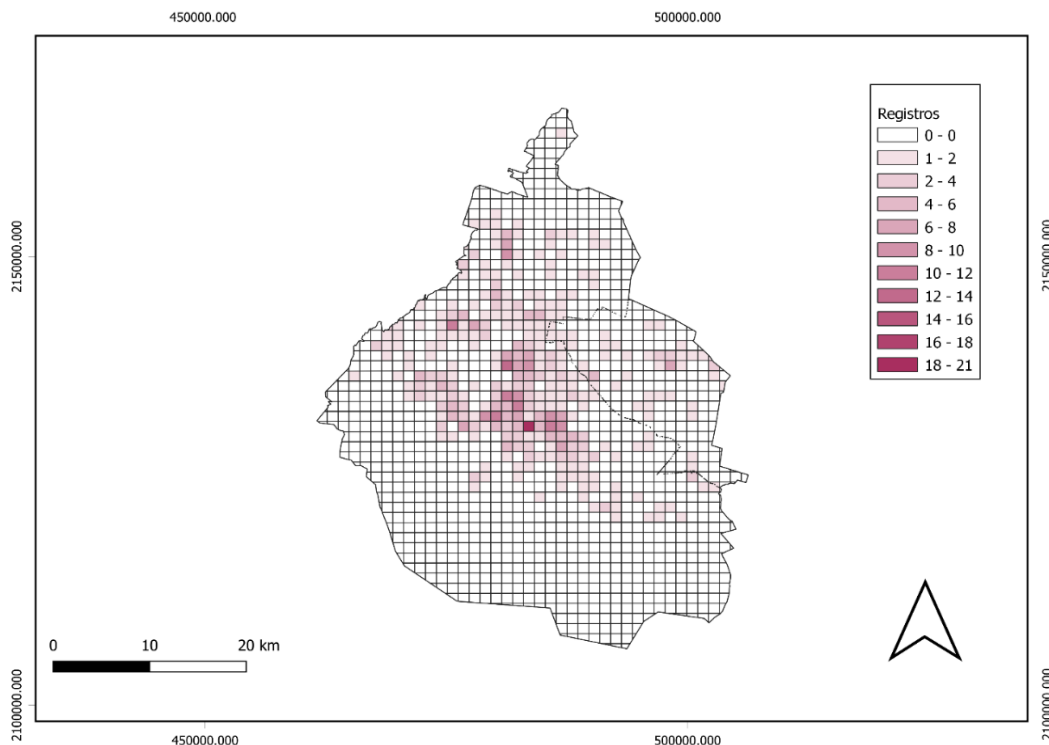 450000.000 500000.000
Registros
0 - 0
1 - 2
2 - 4
4 - 6
6 - 8
8 - 10
10 - 12
12 - 14
14 - 16
16 - 18
18 - 21
2150000.000 2150000.000
0 10 20 km
2100000.000 2100000.000
450000.000 500000.000